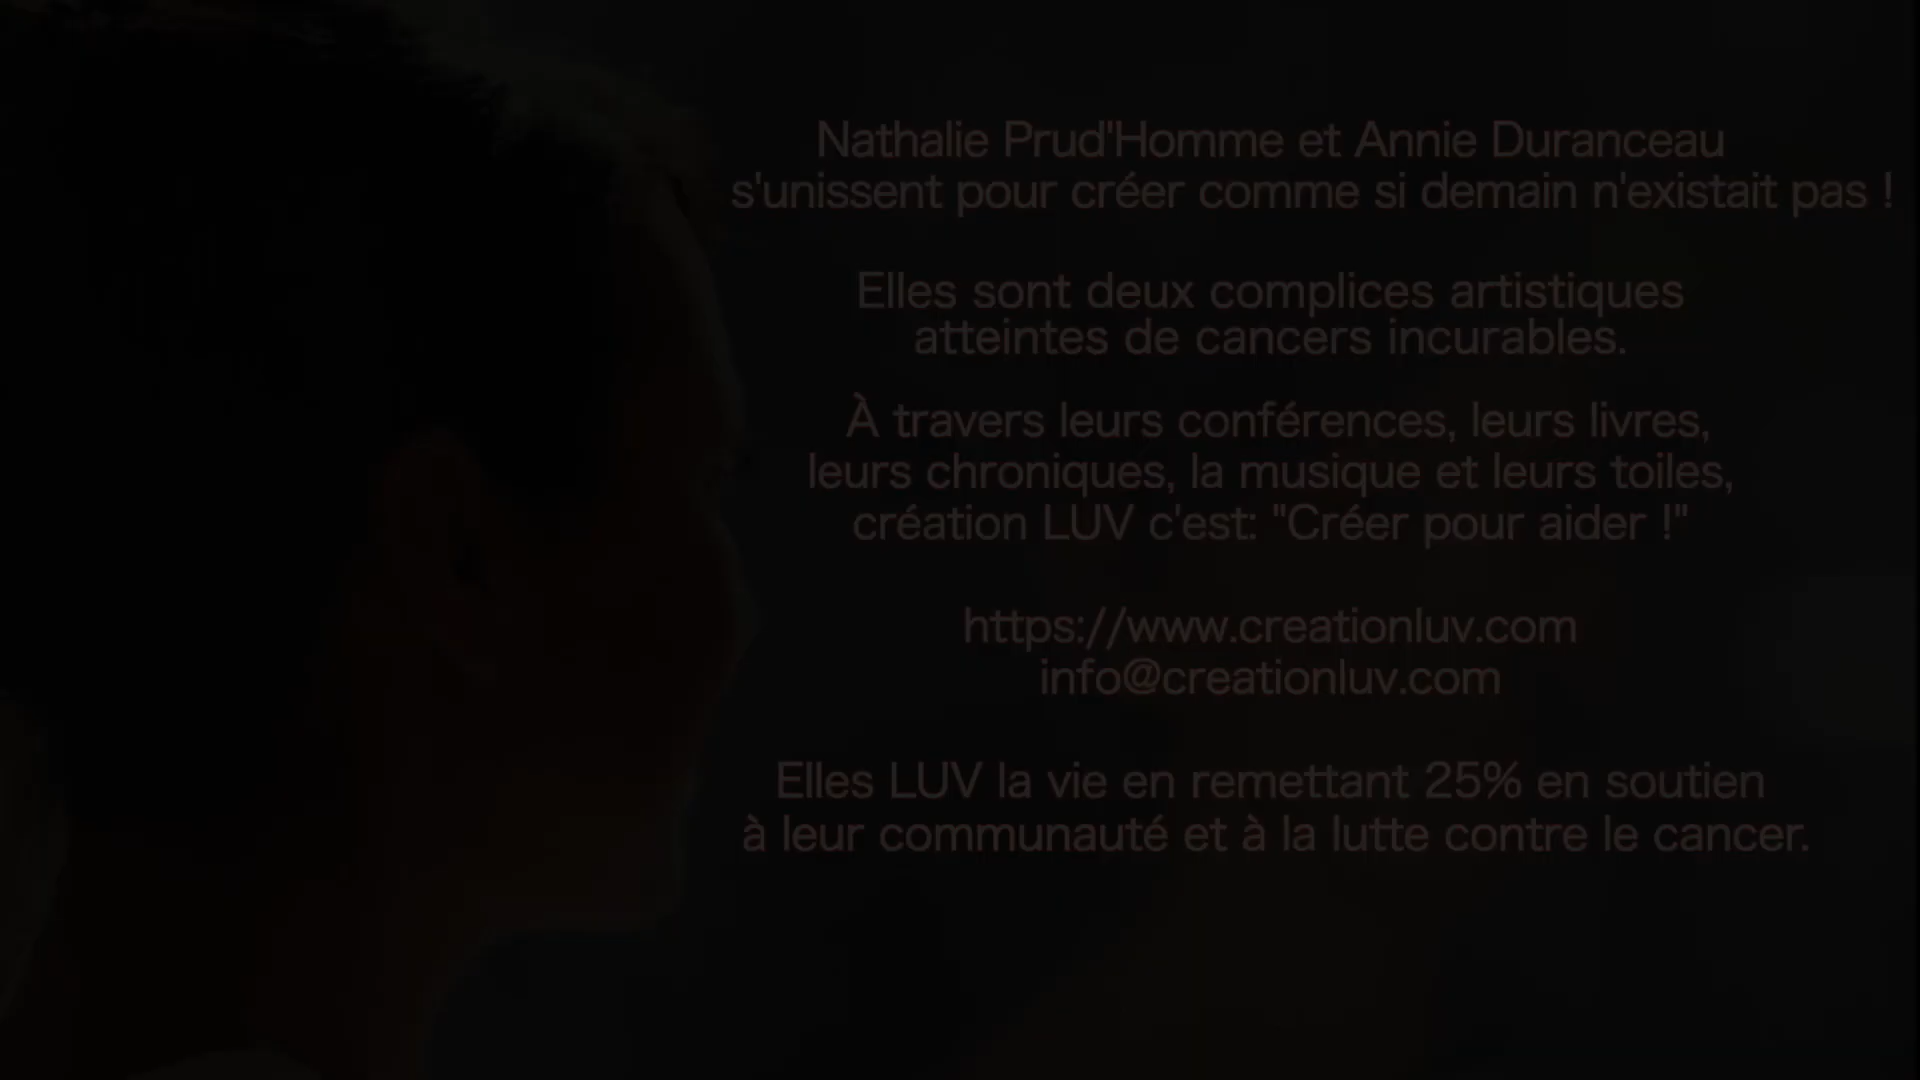 Nathalie Prud'Homme et Annie Duranceau
s'unissent pour créer comme si demain n'existait pas !
Elles sont deux complices artistiques
atteintes de cancers incurables.
À travers leurs conférences, leurs livres,
leurs chroniques, la musique et leurs toiles,
création LUV c'est: "Créer pour aider !"
https://www.creationluv.com
info@creationluv.com
Elles LUV la vie en remettant 25% en soutien
à leur communauté et à la lutte contre le cancer.